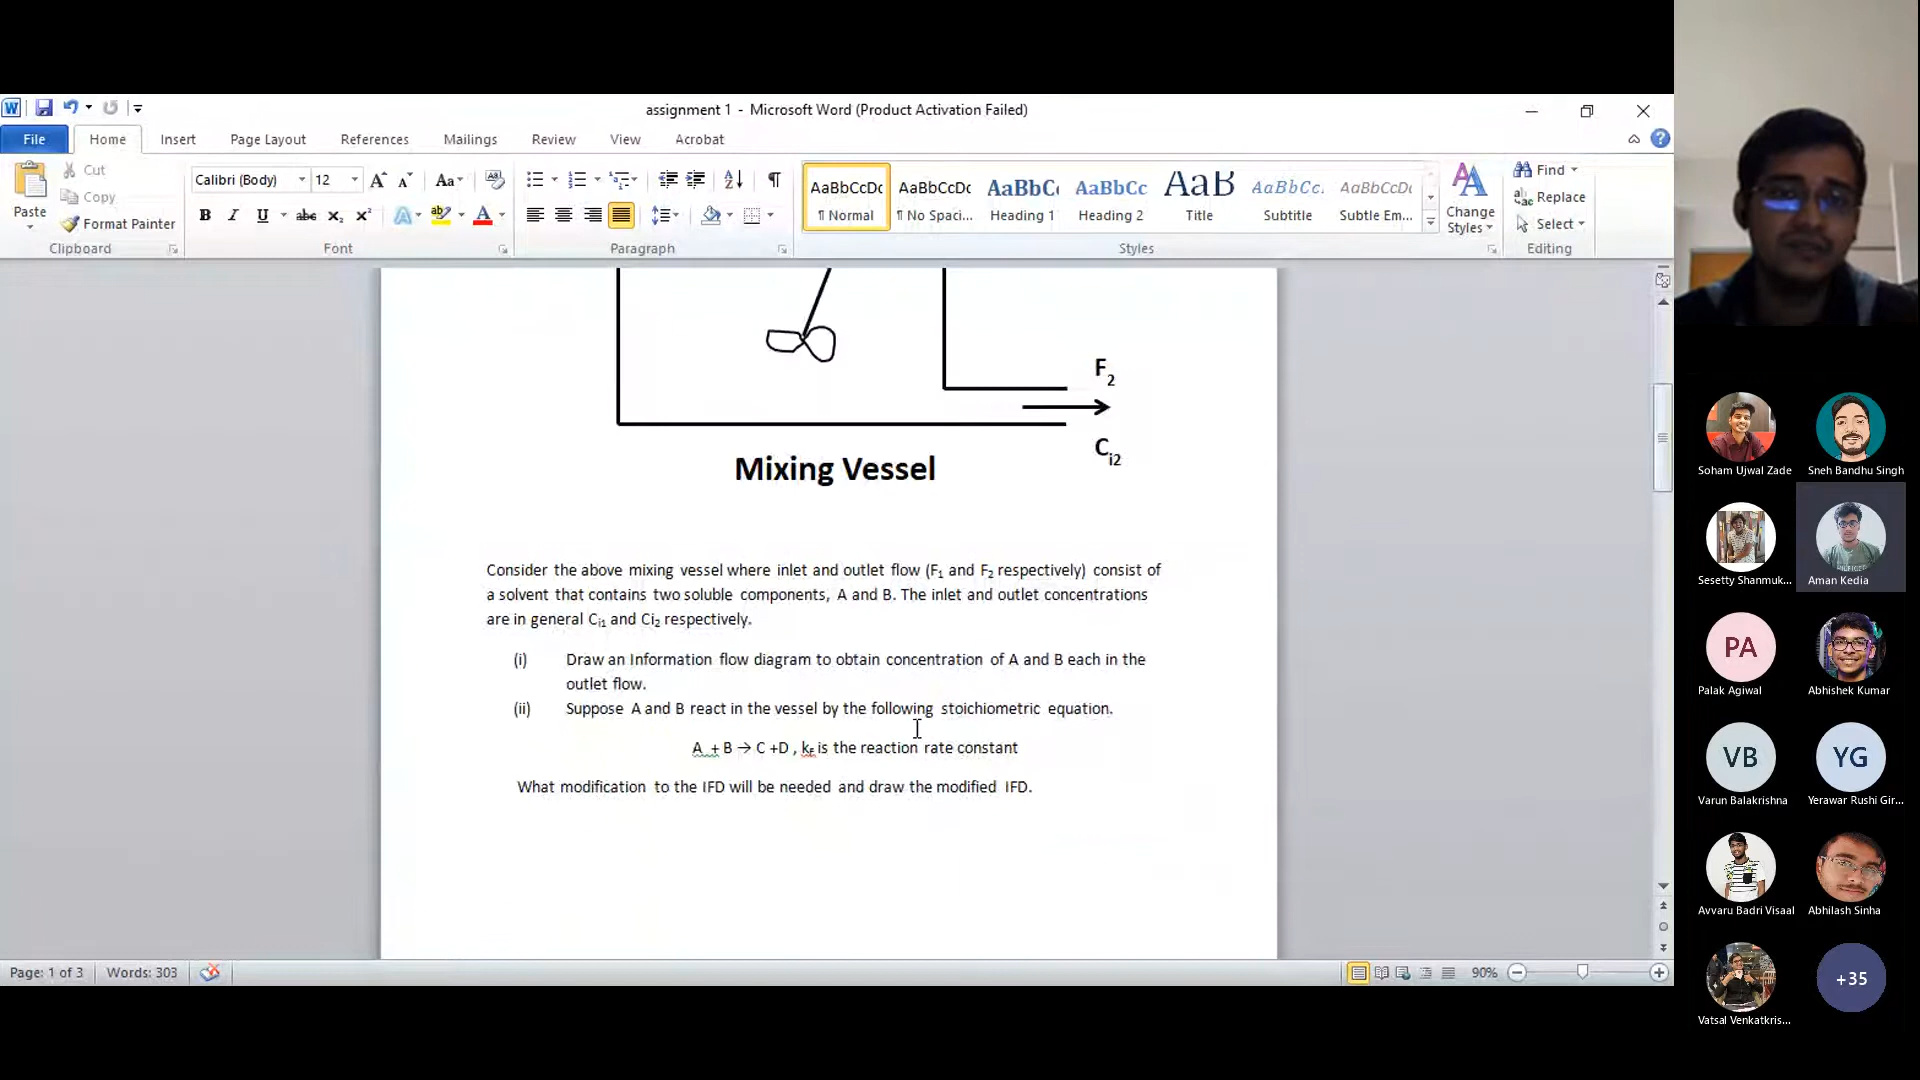 assignment 1 - Microsoft Word (Product Activation Failed)
File Home Insert Page Layout References Mailings Review View Acrobat
Paste
Cut
Copy
Format Painter
Clipboard
Calibri (Body) 12
Font
Paragraph
AaBbCcDc
¶ Normal
AaBbCcDc
¶ No Spaci...
AaBbC
Heading 1
AaBbCc
Heading 2
AaB
Title
AaBbCc.
Subtitle
AaBbCcDc
Subtle Em...
Change
Styles
Styles
Find
Replace
Select
Editing
F₂
Cᵢ₂
Mixing Vessel
Consider the above mixing vessel where inlet and outlet flow (F₁ and F₂ respectively) consist of
a solvent that contains two soluble components, A and B. The inlet and outlet concentrations
are in general Cᵢ₁ and Ci₂ respectively.
(i) Draw an Information flow diagram to obtain concentration of A and B each in the
outlet flow.
(ii) Suppose A and B react in the vessel by the following stoichiometric equation.
A + B → C +D , kF is the reaction rate constant
What modification to the IFD will be needed and draw the modified IFD.
Page: 1 of 3 Words: 303
90%
Soham Ujwal Zade
Sneh Bandhu Singh
Sesetty Shanmuk...
Aman Kedia
PA
Palak Agiwal
Abhishek Kumar
VB
Varun Balakrishna
YG
Yerawar Rushi Gir...
Avvaru Badri Visaal
Abhilash Sinha
Vatsal Venkatkris...
+35